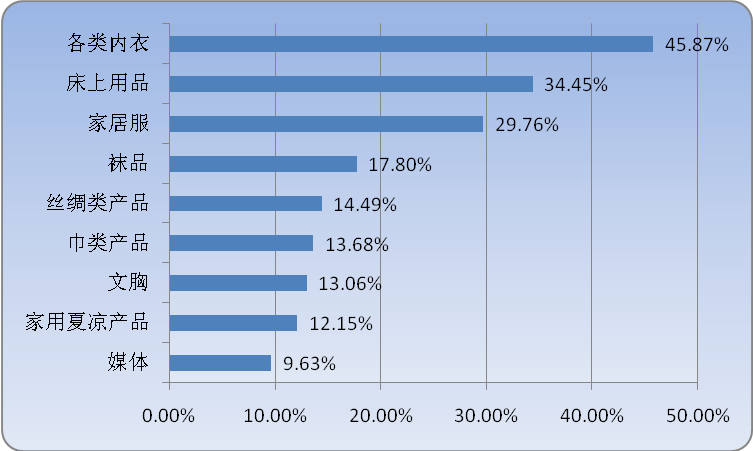 各类内衣 45.87%
床上用品 34.45%
家居服 29.76%
袜品 17.80%
丝绸类产品 14.49%
巾类产品 13.68%
文胸 13.06%
家用夏凉产品 12.15%
媒体 9.63%
0.00% 10.00% 20.00% 30.00% 40.00% 50.00%